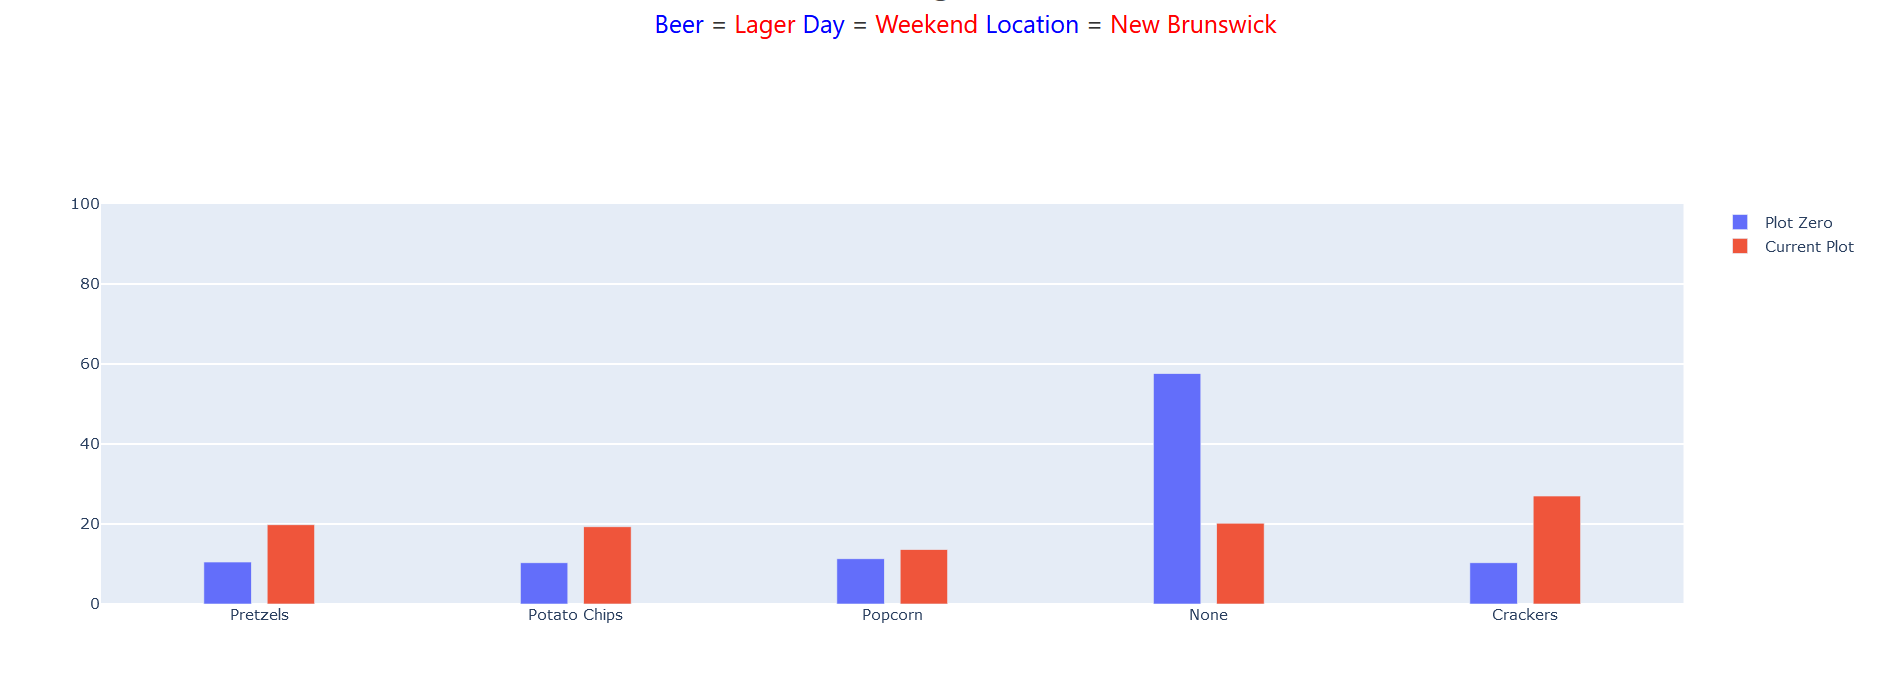 Beer = Lager Day = Weekend Location = New Brunswick
100
80
60
40
20
0
Pretzels
Potato Chips
Popcorn
None
Crackers
Plot Zero
Current Plot